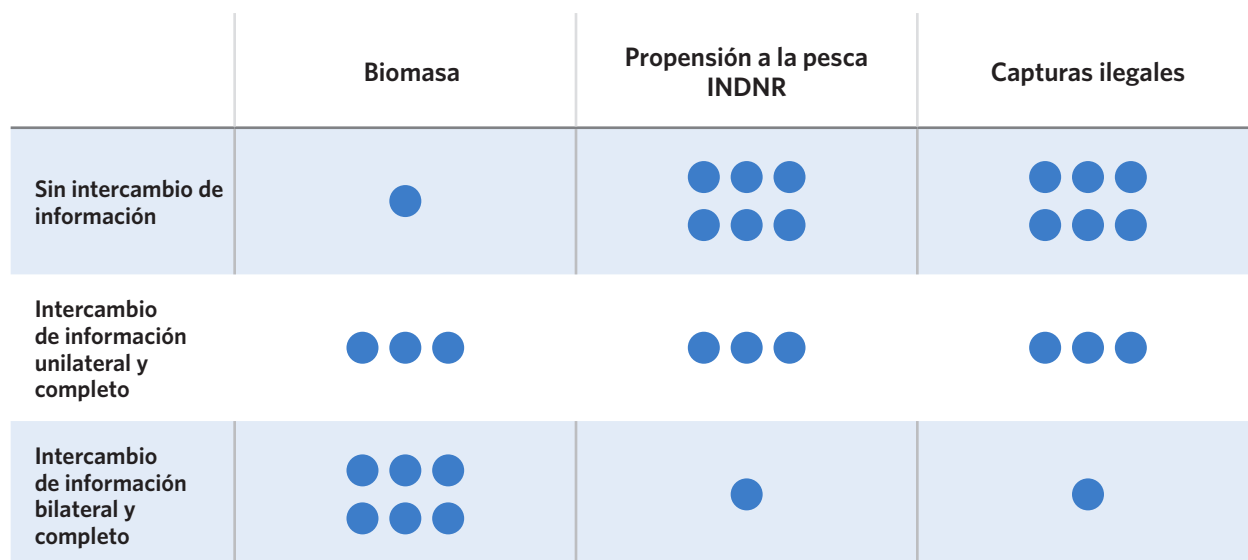 Biomasa
Propensión a la pesca
INDNR
Capturas ilegales
Sin intercambio de
información
Intercambio
de información
unilateral y
completo
Intercambio
de información
bilateral y
completo